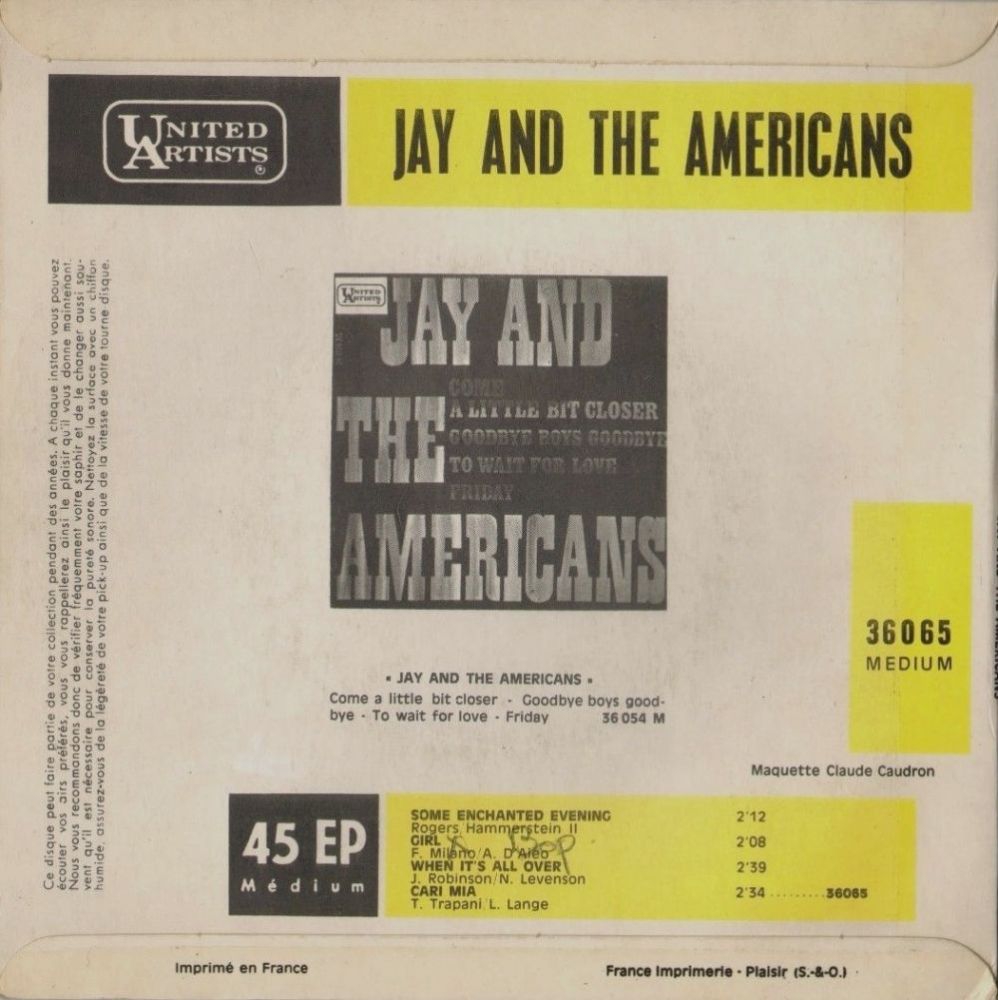 UNITED
ARTISTS
®
JAY AND THE AMERICANS
Ce disque peut faire partie de votre collection pendant des années. A chaque instant vous pouvez
écouter vos airs préférés, vous vous rappellerez ainsi le plaisir qu'il vous donne maintenant.
Nous vous recommandons donc de vérifier fréquemment votre saphir et de le changer aussi sou-
vent qu'il est nécessaire pour conserver la pureté sonore. Nettoyez la surface avec un chiffon
humide, assurez-vous de la légèreté de votre pick-up ainsi que de la vitesse de votre tourne disque.
UNITED
ARTISTS
JAY AND
THE
COME
A LITTLE BIT CLOSER
GOODBYE BOYS GOODBYE
TO WAIT FOR LOVE
FRIDAY
AMERICANS
36065
MEDIUM
• JAY AND THE AMERICANS •
Come a little bit closer - Goodbye boys good-
bye - To wait for love - Friday 36 054 M
Maquette Claude Caudron
45 EP
Médium
SOME ENCHANTED EVENING 2'12
Rogers/Hammerstein II
GIRL 2'08
F. Milano/A. D'Aleo
WHEN IT'S ALL OVER 2'39
J. Robinson/N. Levenson
CARI MIA 2'34 ......... 36065
T. Trapani/L. Lange
Bop
Imprimé en France
France Imprimerie - Plaisir (S.-&-O.)